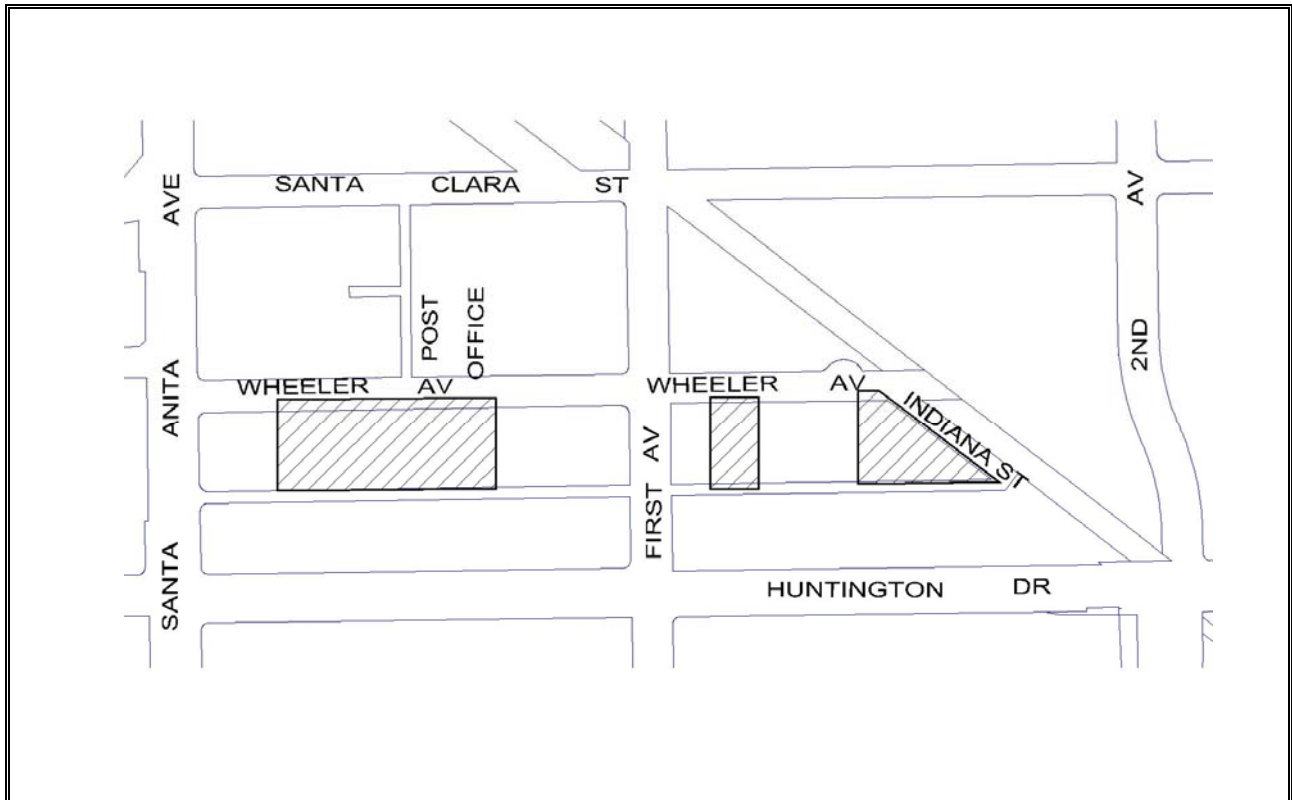 SANTA CLARA ST
SANTA ANITA AVE
POST
OFFICE
WHEELER AV
WHEELER AV
FIRST AV
INDIANA ST
2ND AV
HUNTINGTON DR